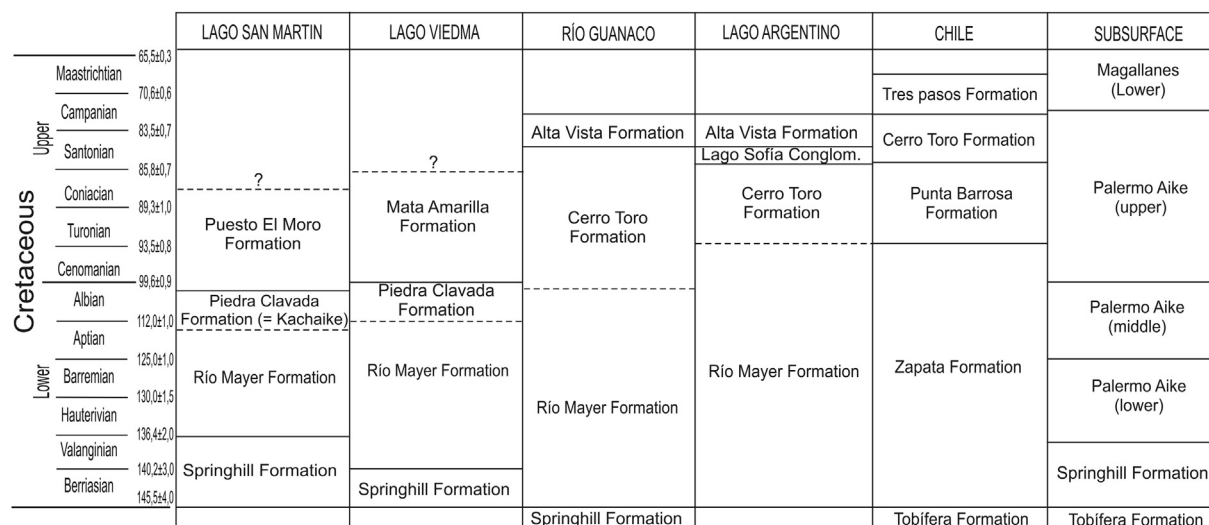 LAGO SAN MARTIN
LAGO VIEDMA
RÍO GUANACO
LAGO ARGENTINO
CHILE
SUBSURFACE
Cretaceous
Upper
Lower
65,5±0,3
Maastrichtian
70,6±0,6
Campanian
83,5±0,7
Santonian
85,8±0,7
Coniacian
89,3±1,0
Turonian
93,5±0,8
Cenomanian
99,6±0,9
Albian
112,0±1,0
Aptian
125,0±1,0
Barremian
130,0±1,5
Hauterivian
136,4±2,0
Valanginian
140,2±3,0
Berriasian
145,5±4,0
?
Puesto El Moro
Formation
Piedra Clavada
Formation (= Kachaike)
Río Mayer Formation
Springhill Formation
?
Mata Amarilla
Formation
Piedra Clavada
Formation
Río Mayer Formation
Springhill Formation
Alta Vista Formation
Cerro Toro
Formation
Río Mayer Formation
Springhill Formation
Alta Vista Formation
Lago Sofía Conglom.
Cerro Toro
Formation
Río Mayer Formation
Tres pasos Formation
Cerro Toro Formation
Punta Barrosa
Formation
Zapata Formation
Tobífera Formation
Magallanes
(Lower)
Palermo Aike
(upper)
Palermo Aike
(middle)
Palermo Aike
(lower)
Springhill Formation
Tobífera Formation